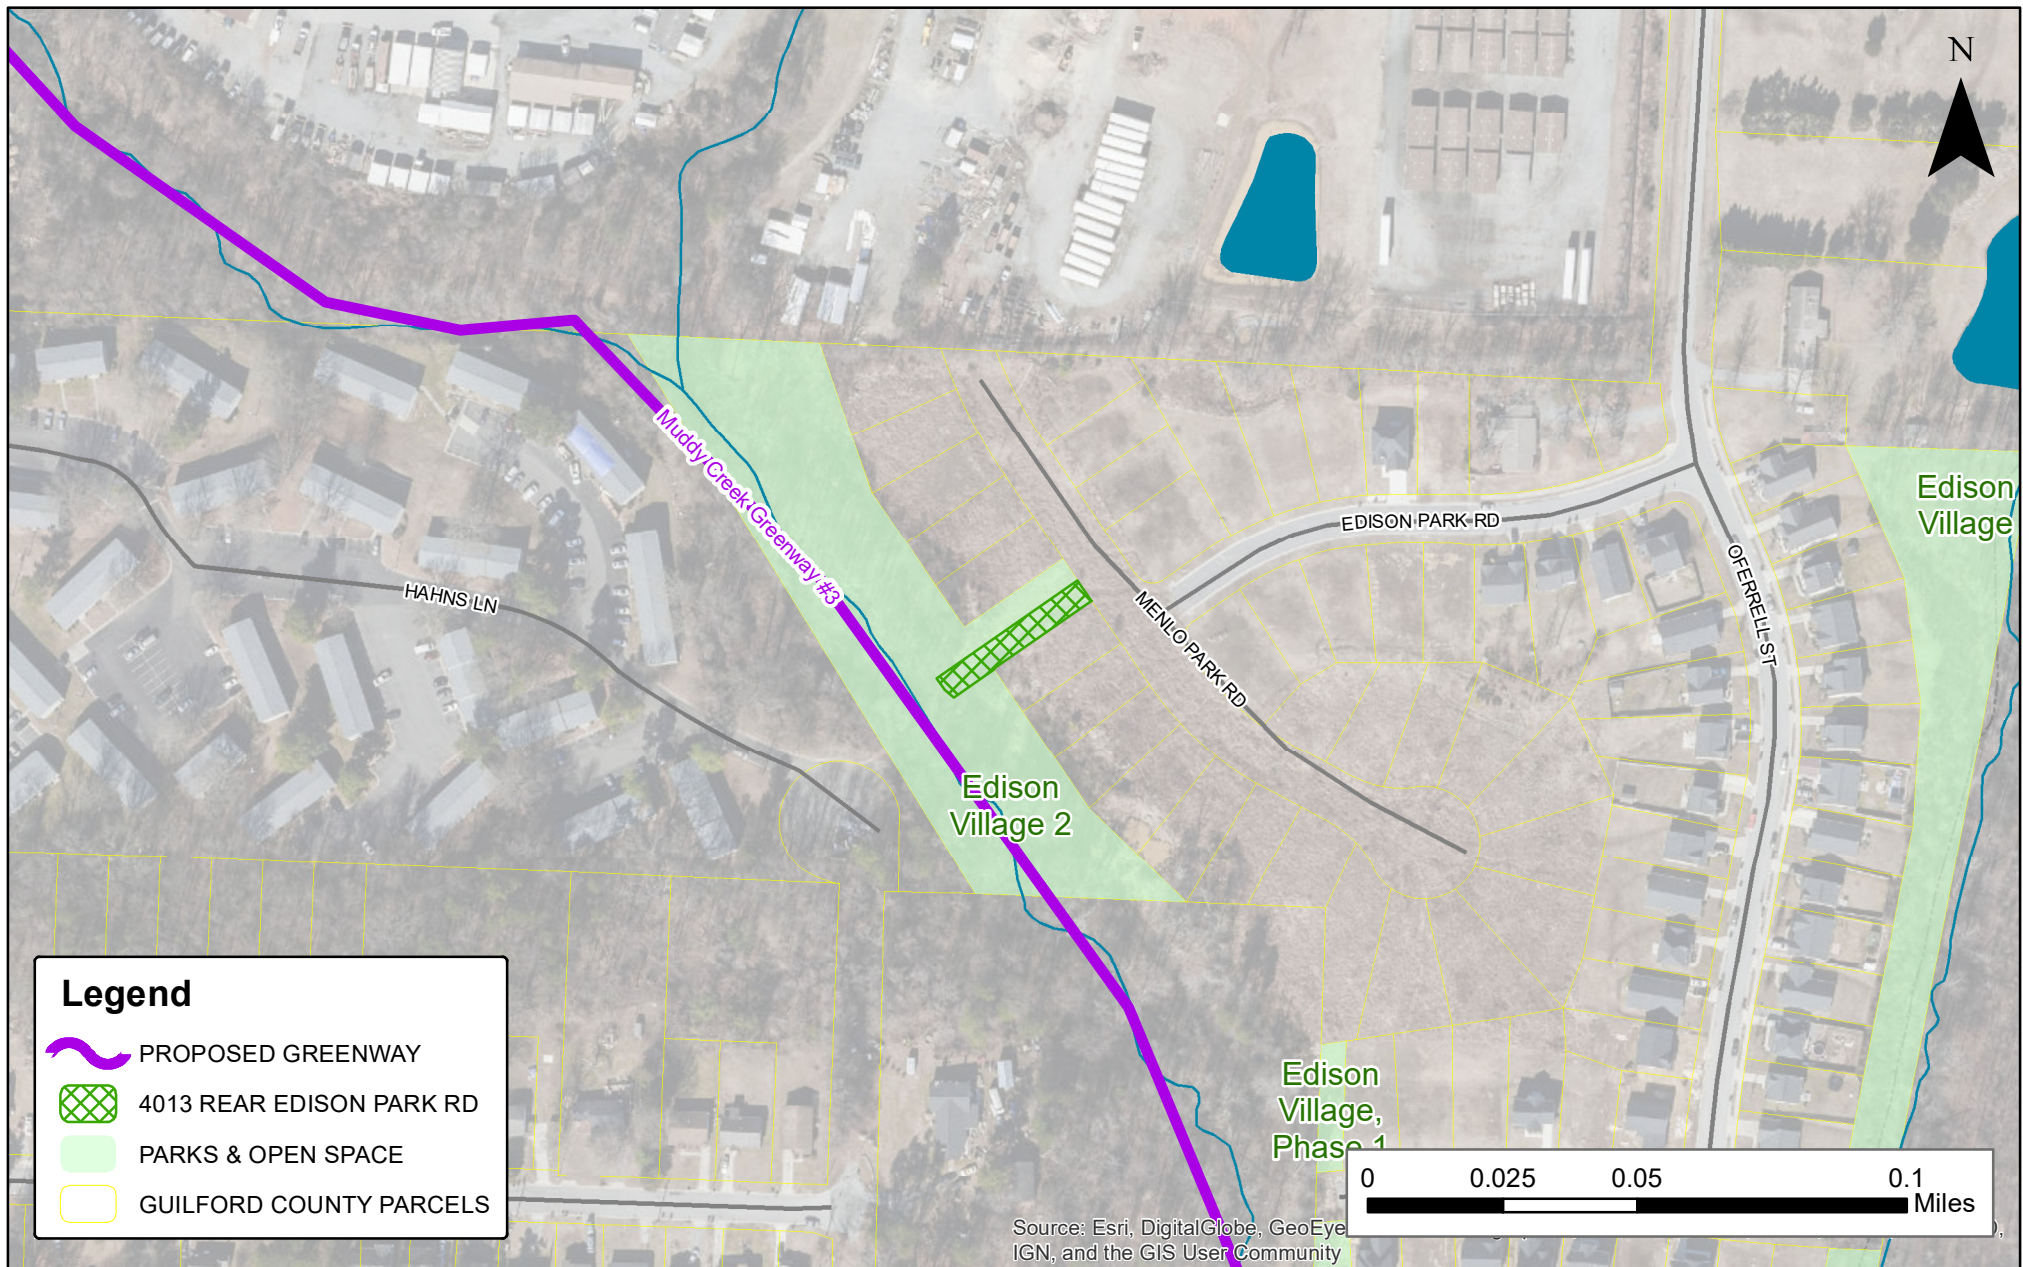 N
Muddy Creek Greenway #3
HAHNS LN
EDISON PARK RD
MENLO PARK RD
OFERRELL ST
Edison
Village
Edison
Village 2
Edison
Village,
Phase 1
Legend
PROPOSED GREENWAY
4013 REAR EDISON PARK RD
PARKS & OPEN SPACE
GUILFORD COUNTY PARCELS
0 0.025 0.05 0.1
Miles
Source: Esri, DigitalGlobe, GeoEye
IGN, and the GIS User Community